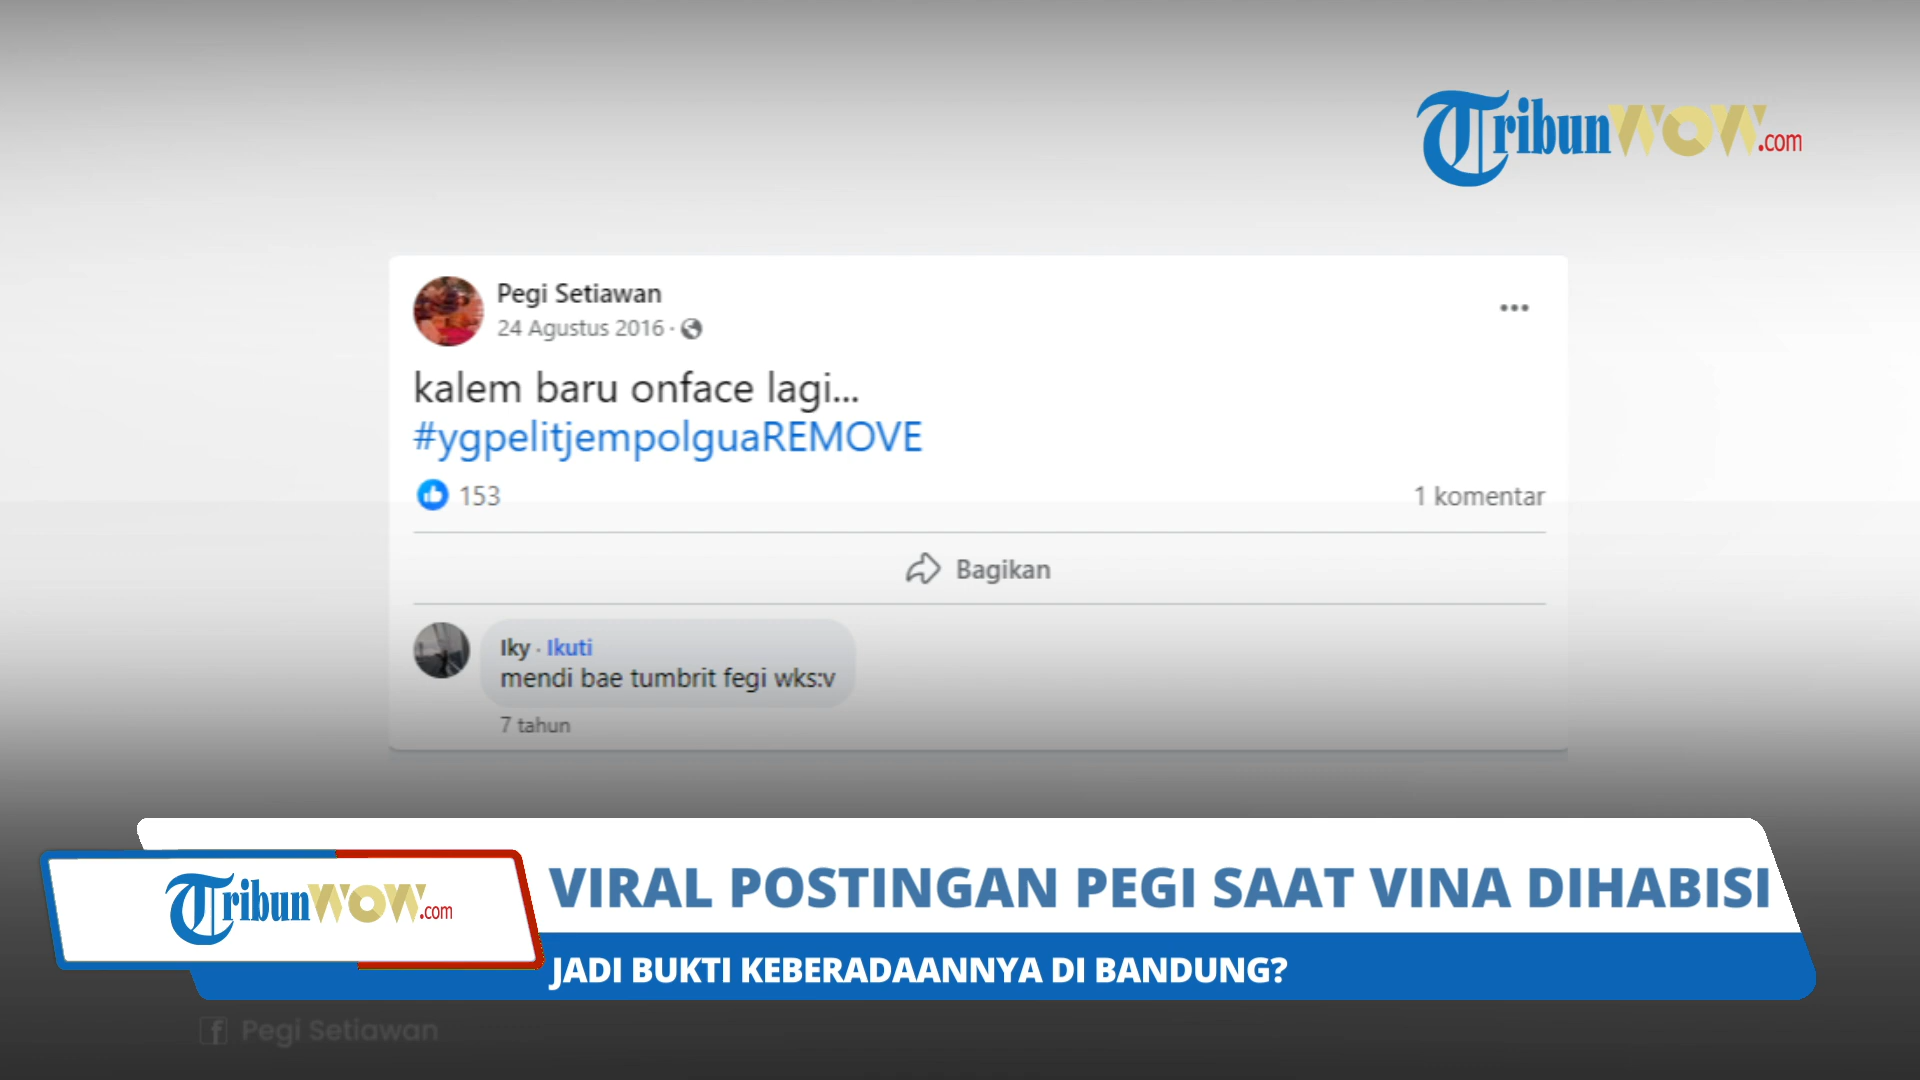 TribunWOW.com
Pegi Setiawan
24 Agustus 2016 ·
kalem baru onface lagi...
#ygpelitjempolguaREMOVE
153
1 komentar
Bagikan
Iky · Ikuti
mendi bae tumbrit fegi wks:v
7 tahun
VIRAL POSTINGAN PEGI SAAT VINA DIHABISI
TribunWOW.com
JADI BUKTI KEBERADAANNYA DI BANDUNG?
f Pegi Setiawan